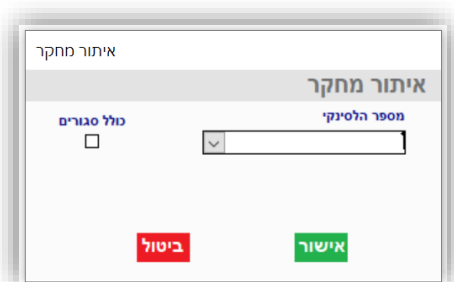 איתור מחקר
איתור מחקר
מספר הלסינקי
כולל סגורים
אישור
ביטול